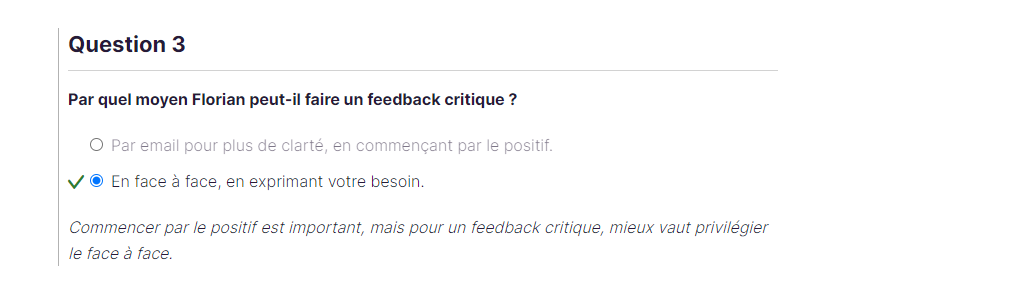 Question 3
Par quel moyen Florian peut-il faire un feedback critique ?
Par email pour plus de clarté, en commençant par le positif.
En face à face, en exprimant votre besoin.
Commencer par le positif est important, mais pour un feedback critique, mieux vaut privilégier
le face à face.